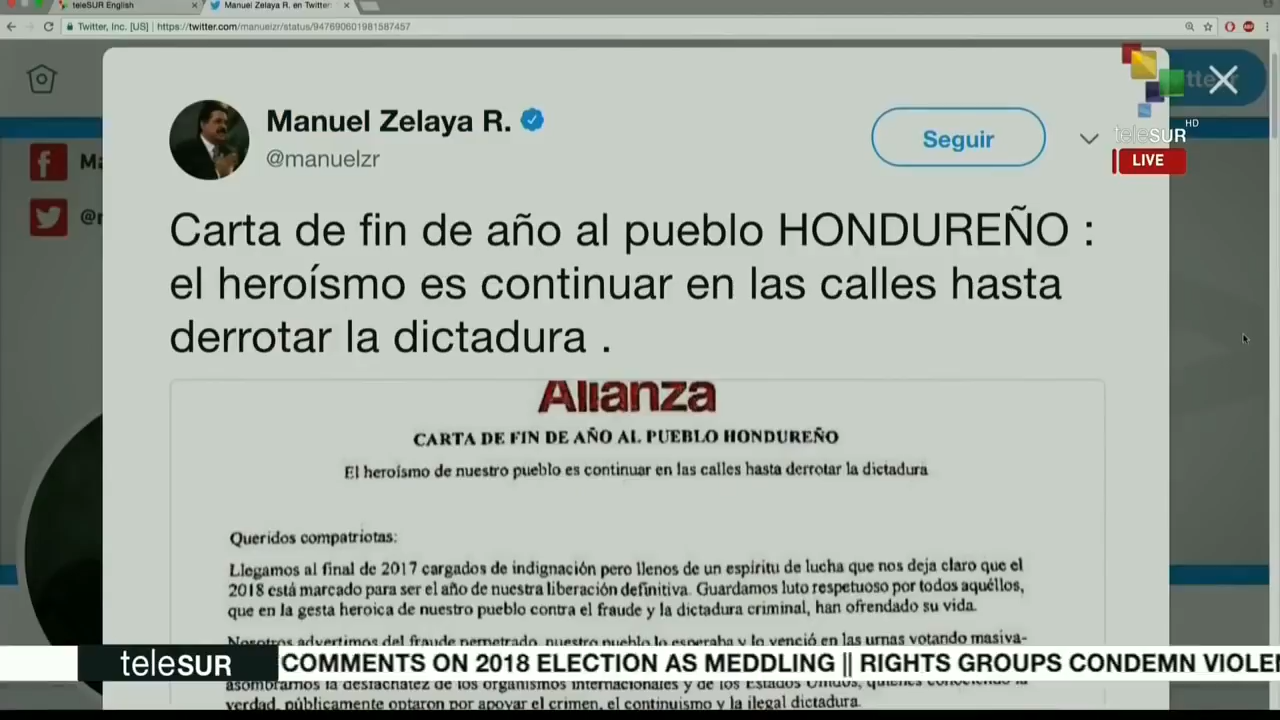 teleSUR English
Manuel Zelaya R. en Twitter:
Twitter, Inc. [US] | https://twitter.com/manuelzr/status/947690601981587457
Manuel Zelaya R.
@manuelzr
Seguir
teleSUR HD
LIVE
Carta de fin de año al pueblo HONDUREÑO :
el heroísmo es continuar en las calles hasta
derrotar la dictadura .
Alianza
CARTA DE FIN DE AÑO AL PUEBLO HONDUREÑO
El heroísmo de nuestro pueblo es continuar en las calles hasta derrotar la dictadura
Queridos compatriotas:
Llegamos al final de 2017 cargados de indignación pero llenos de un espíritu de lucha que nos deja claro que el
2018 está marcado para ser el año de nuestra liberación definitiva. Guardamos luto respetuoso por todos aquéllos,
que en la gesta heroica de nuestro pueblo contra el fraude y la dictadura criminal, han ofrendado su vida.
Nosotros advertimos del fraude perpetrado, nuestro pueblo lo esperaba y lo venció en las urnas votando masiva-
teleSUR COMMENTS ON 2018 ELECTION AS MEDDLING || RIGHTS GROUPS CONDEMN VIOLEN
asombramos la desfachatez de los organismos internacionales y de los Estados Unidos, quienes conociendo la
verdad, públicamente optaron por apoyar el crimen, el continuismo y la ilegal dictadura.